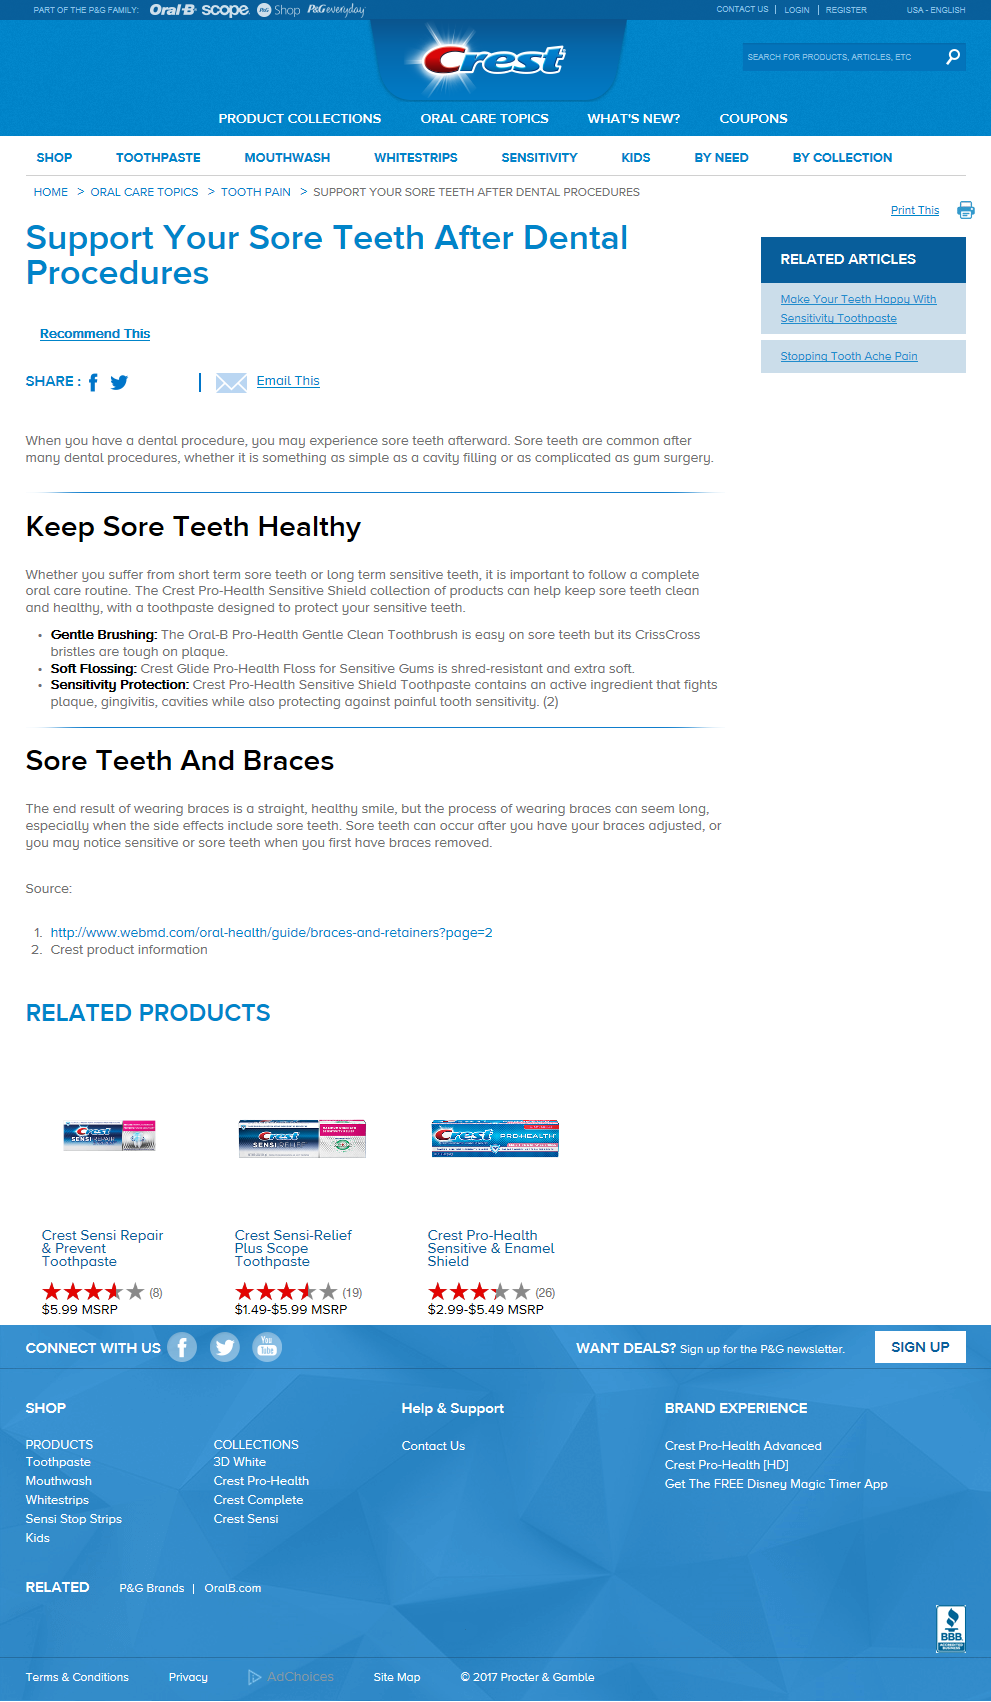 PART OF THE P&G FAMILY: Oral-B scope. P&G Shop P&G everyday
CONTACT US | LOGIN | REGISTER USA - ENGLISH
Crest
SEARCH FOR PRODUCTS, ARTICLES, ETC
PRODUCT COLLECTIONS ORAL CARE TOPICS WHAT'S NEW? COUPONS
SHOP TOOTHPASTE MOUTHWASH WHITESTRIPS SENSITIVITY KIDS BY NEED BY COLLECTION
HOME > ORAL CARE TOPICS > TOOTH PAIN > SUPPORT YOUR SORE TEETH AFTER DENTAL PROCEDURES
Print This
Support Your Sore Teeth After Dental
Procedures
RELATED ARTICLES
Make Your Teeth Happy With
Sensitivity Toothpaste
Stopping Tooth Ache Pain
Recommend This
SHARE : | Email This
When you have a dental procedure, you may experience sore teeth afterward. Sore teeth are common after
many dental procedures, whether it is something as simple as a cavity filling or as complicated as gum surgery.
Keep Sore Teeth Healthy
Whether you suffer from short term sore teeth or long term sensitive teeth, it is important to follow a complete
oral care routine. The Crest Pro-Health Sensitive Shield collection of products can help keep sore teeth clean
and healthy, with a toothpaste designed to protect your sensitive teeth.
• Gentle Brushing: The Oral-B Pro-Health Gentle Clean Toothbrush is easy on sore teeth but its CrissCross
bristles are tough on plaque.
• Soft Flossing: Crest Glide Pro-Health Floss for Sensitive Gums is shred-resistant and extra soft.
• Sensitivity Protection: Crest Pro-Health Sensitive Shield Toothpaste contains an active ingredient that fights
plaque, gingivitis, cavities while also protecting against painful tooth sensitivity. (2)
Sore Teeth And Braces
The end result of wearing braces is a straight, healthy smile, but the process of wearing braces can seem long,
especially when the side effects include sore teeth. Sore teeth can occur after you have your braces adjusted, or
you may notice sensitive or sore teeth when you first have braces removed.
Source:
1. http://www.webmd.com/oral-health/guide/braces-and-retainers?page=2
2. Crest product information
RELATED PRODUCTS
Crest SENSI REPAIR
Crest SENSI RELIEF
Crest PRO-HEALTH
Crest Sensi Repair
& Prevent
Toothpaste
(8)
$5.99 MSRP
Crest Sensi-Relief
Plus Scope
Toothpaste
(19)
$1.49-$5.99 MSRP
Crest Pro-Health
Sensitive & Enamel
Shield
(26)
$2.99-$5.49 MSRP
CONNECT WITH US You Tube
WANT DEALS? Sign up for the P&G newsletter. SIGN UP
SHOP
PRODUCTS
Toothpaste
Mouthwash
Whitestrips
Sensi Stop Strips
Kids
COLLECTIONS
3D White
Crest Pro-Health
Crest Complete
Crest Sensi
Help & Support
Contact Us
BRAND EXPERIENCE
Crest Pro-Health Advanced
Crest Pro-Health [HD]
Get The FREE Disney Magic Timer App
RELATED P&G Brands | OralB.com
BBB
ACCREDITED
BUSINESS
Terms & Conditions Privacy AdChoices Site Map © 2017 Procter & Gamble